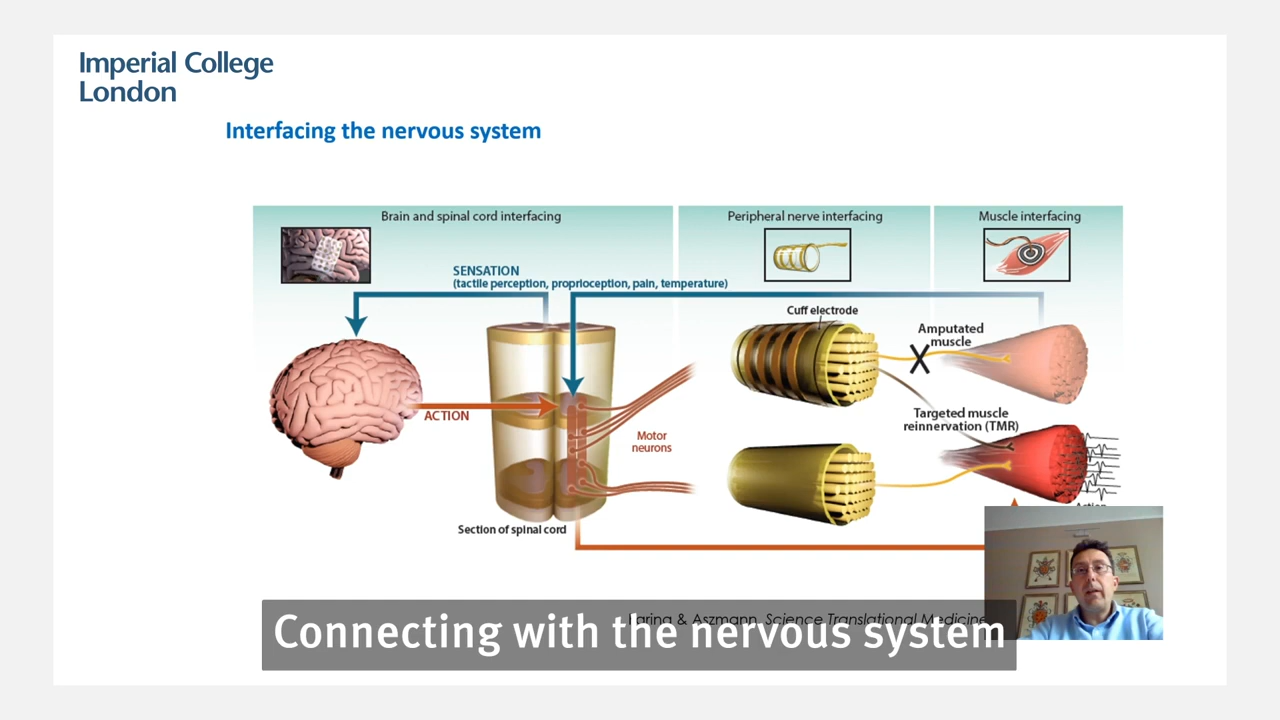 Imperial College
London
Interfacing the nervous system
Brain and spinal cord interfacing
Peripheral nerve interfacing
Muscle interfacing
SENSATION
(tactile perception, proprioception, pain, temperature)
Cuff electrode
Amputated
muscle
ACTION
Targeted muscle
reinnervation (TMR)
Motor
neurons
Section of spinal cord
& Aszmann, Science Translational Medicine
Connecting with the nervous system